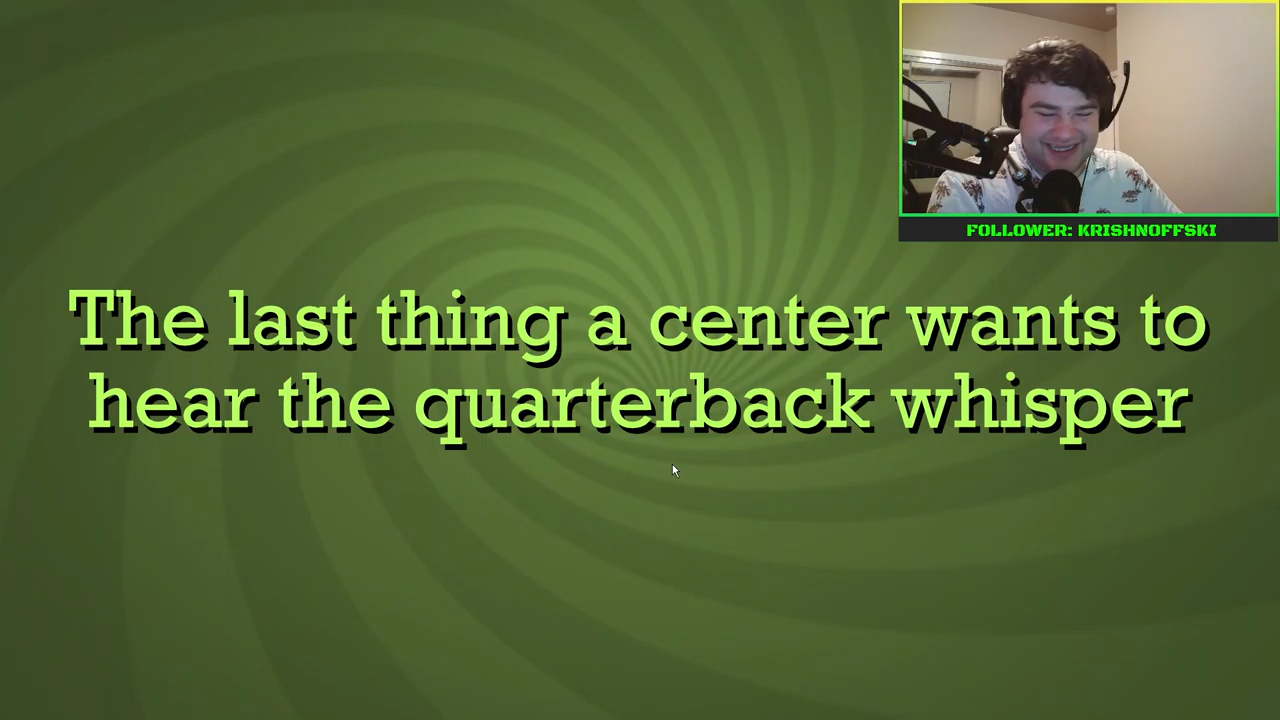 FOLLOWER: KRISHNOFFSKI
The last thing a center wants to
hear the quarterback whisper